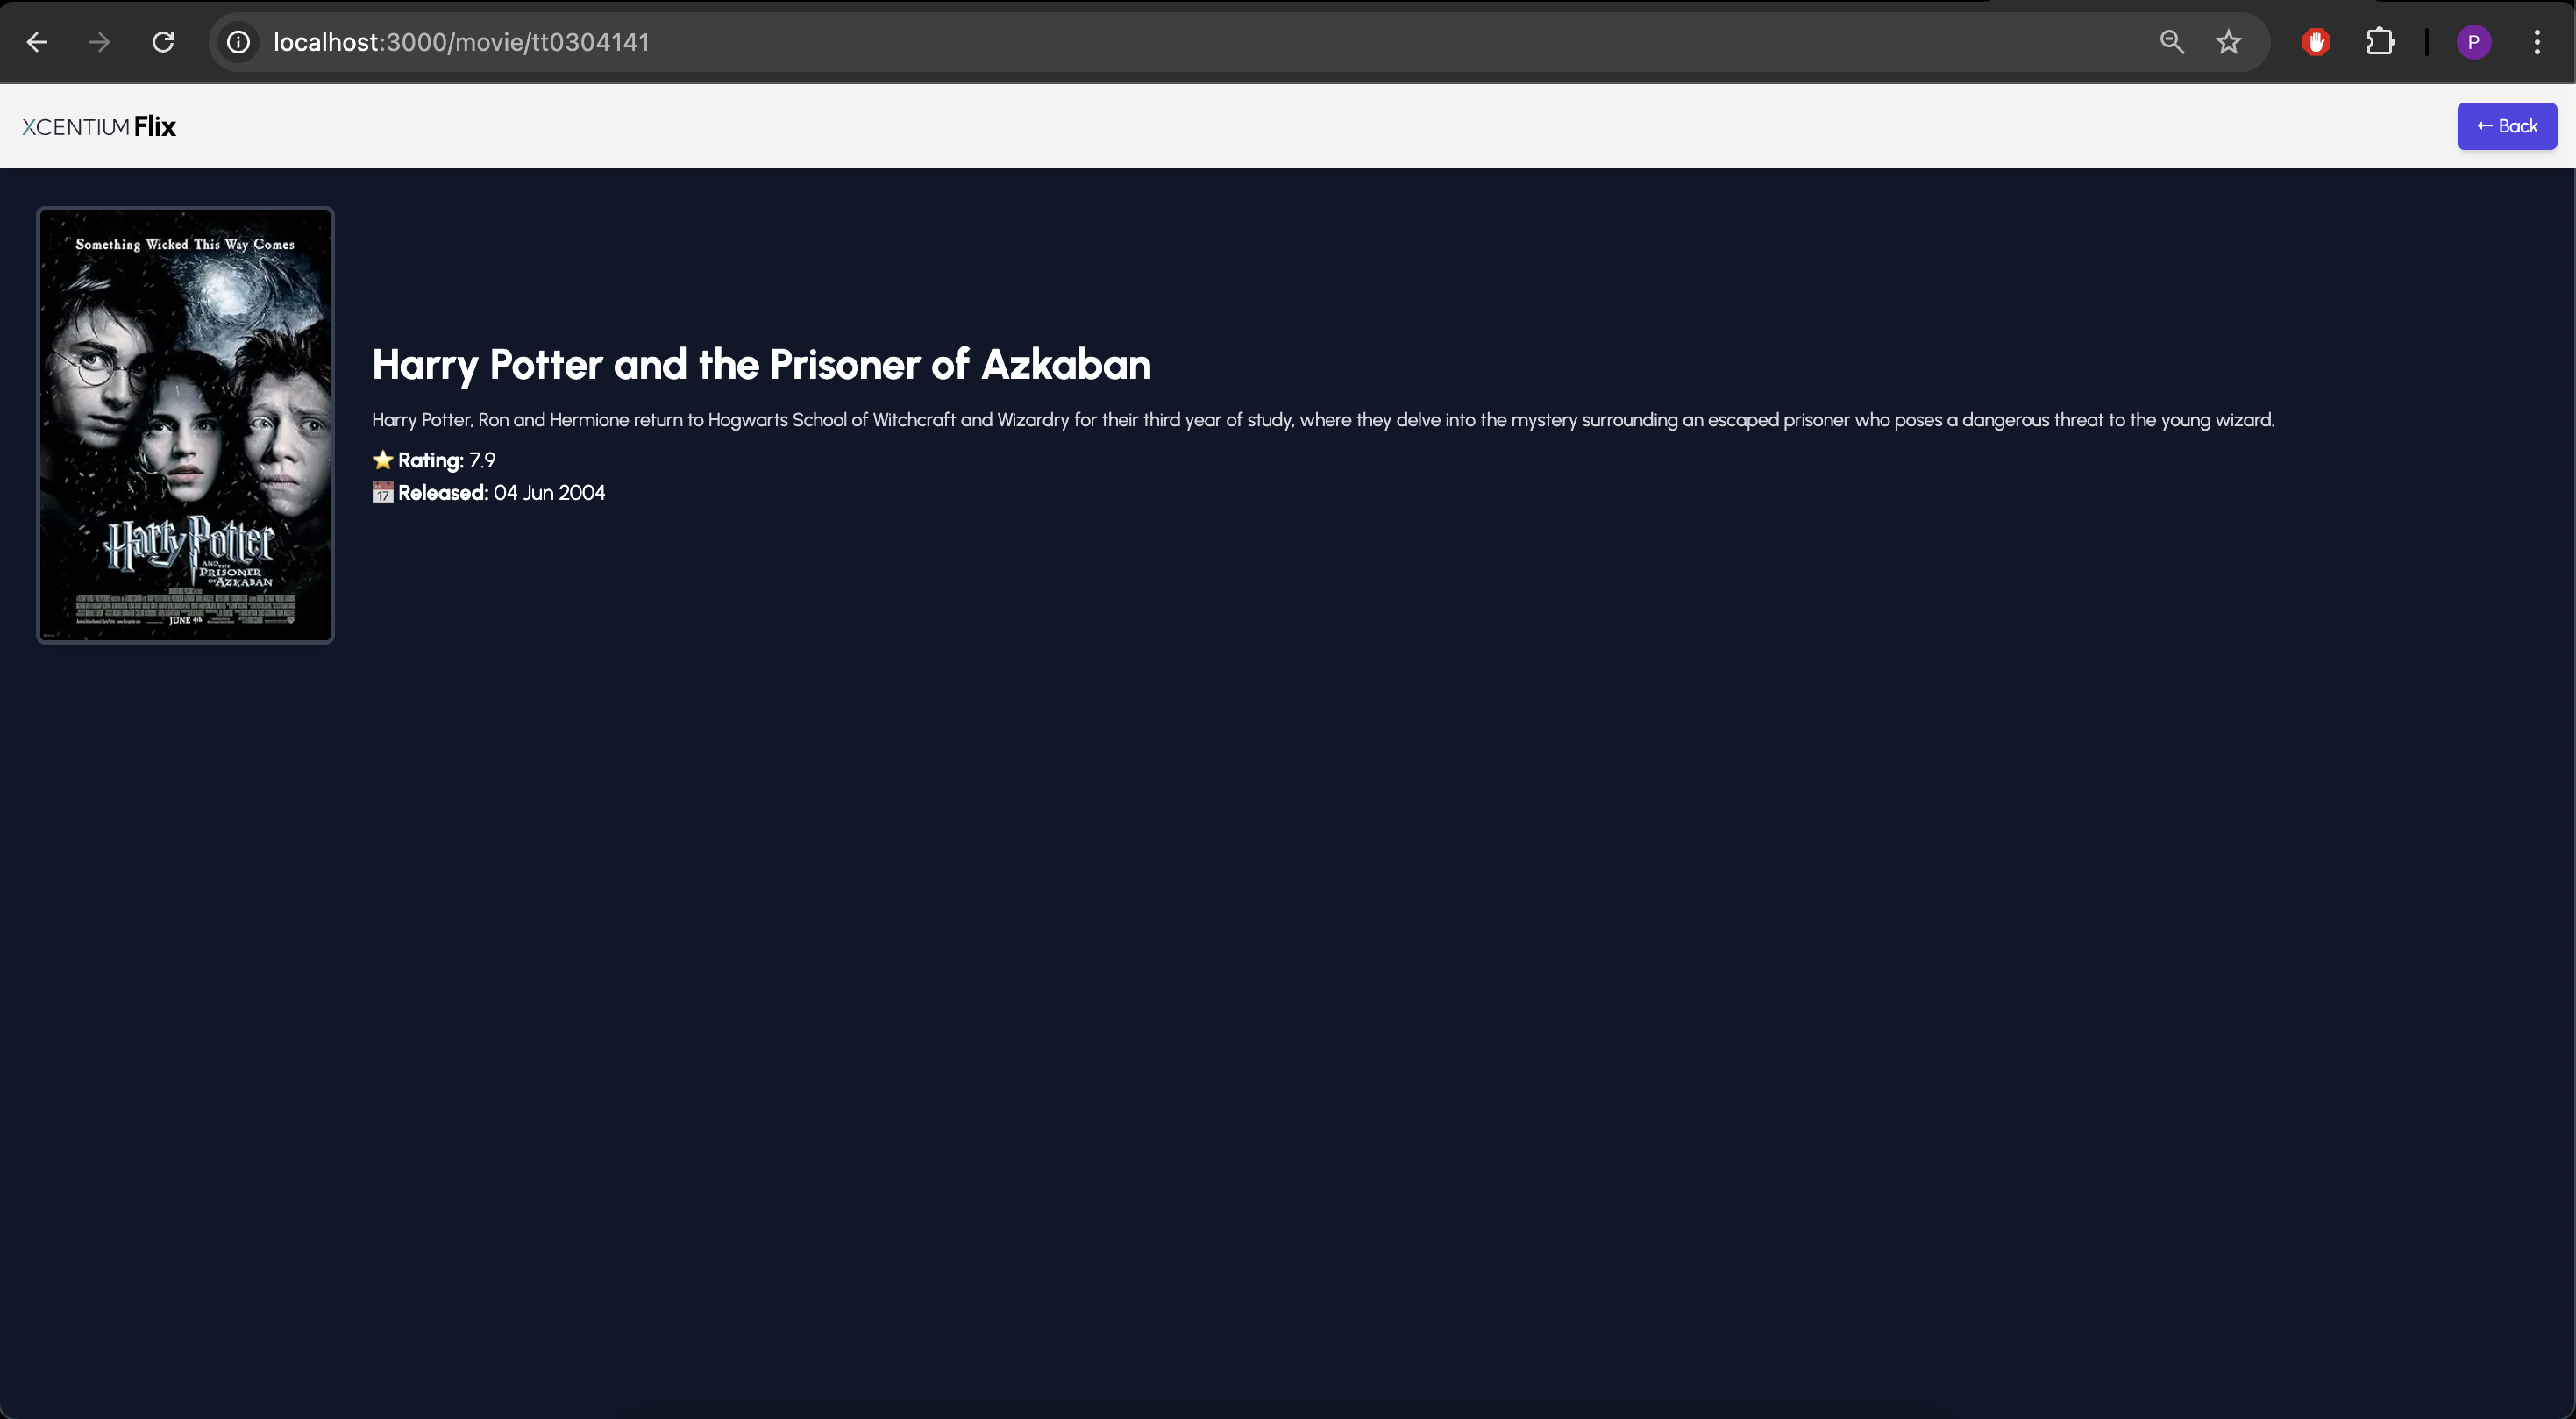 localhost:3000/movie/tt0304141
P
XCENTIUM Flix
← Back
Something Wicked This Way Comes
Harry Potter
AND THE
PRISONER
OF AZKABAN
JUNE 4th
Harry Potter and the Prisoner of Azkaban
Harry Potter, Ron and Hermione return to Hogwarts School of Witchcraft and Wizardry for their third year of study, where they delve into the mystery surrounding an escaped prisoner who poses a dangerous threat to the young wizard.
⭐ Rating: 7.9
17 Released: 04 Jun 2004